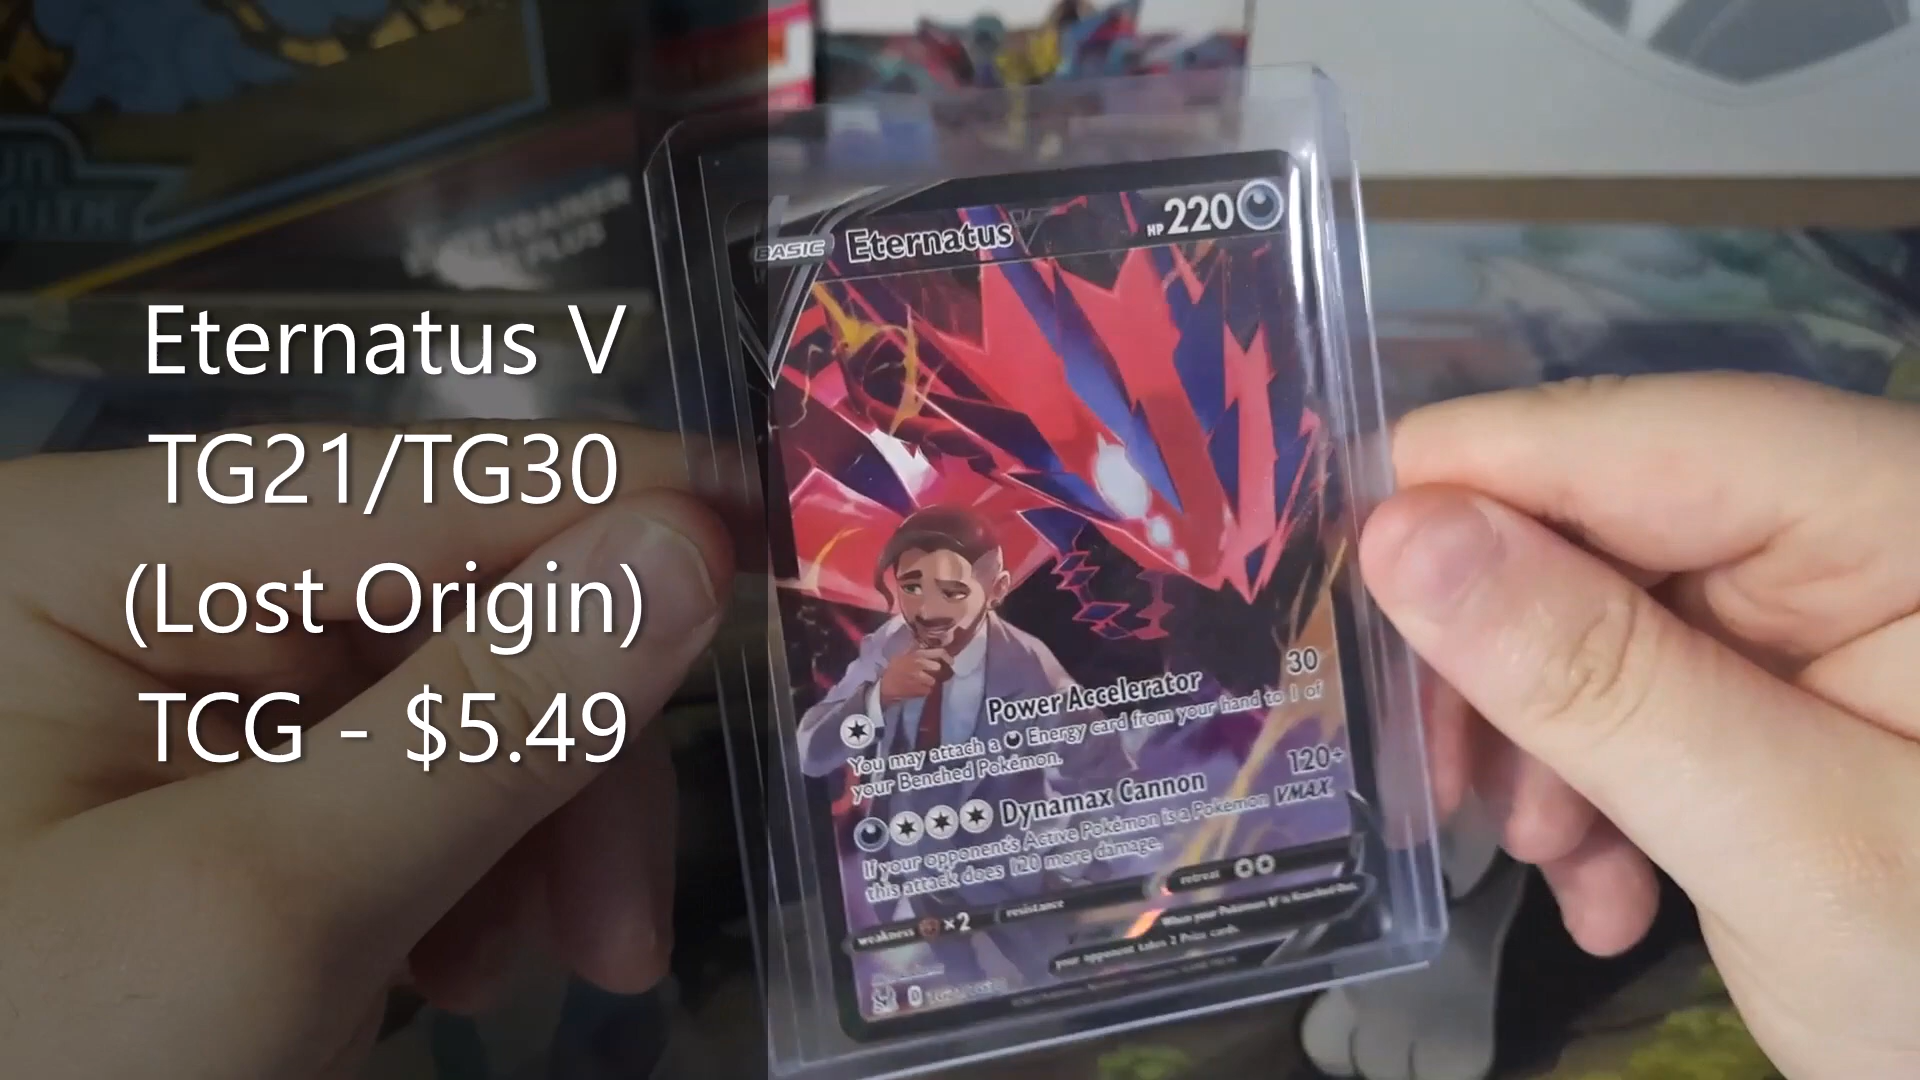 Eternatus V
TG21/TG30
(Lost Origin)
TCG - $5.49
TRAINER
PLUS
BASIC Eternatus V HP 220
Power Accelerator 30
You may attach a Energy card from your hand to 1 of
your Benched Pokémon.
Dynamax Cannon 120+
If your opponent's Active Pokémon is a Pokémon VMAX,
this attack does 120 more damage.
weakness ×2 resistance retreat
When your Pokémon V is Knocked Out,
your opponent takes 2 Prize cards.